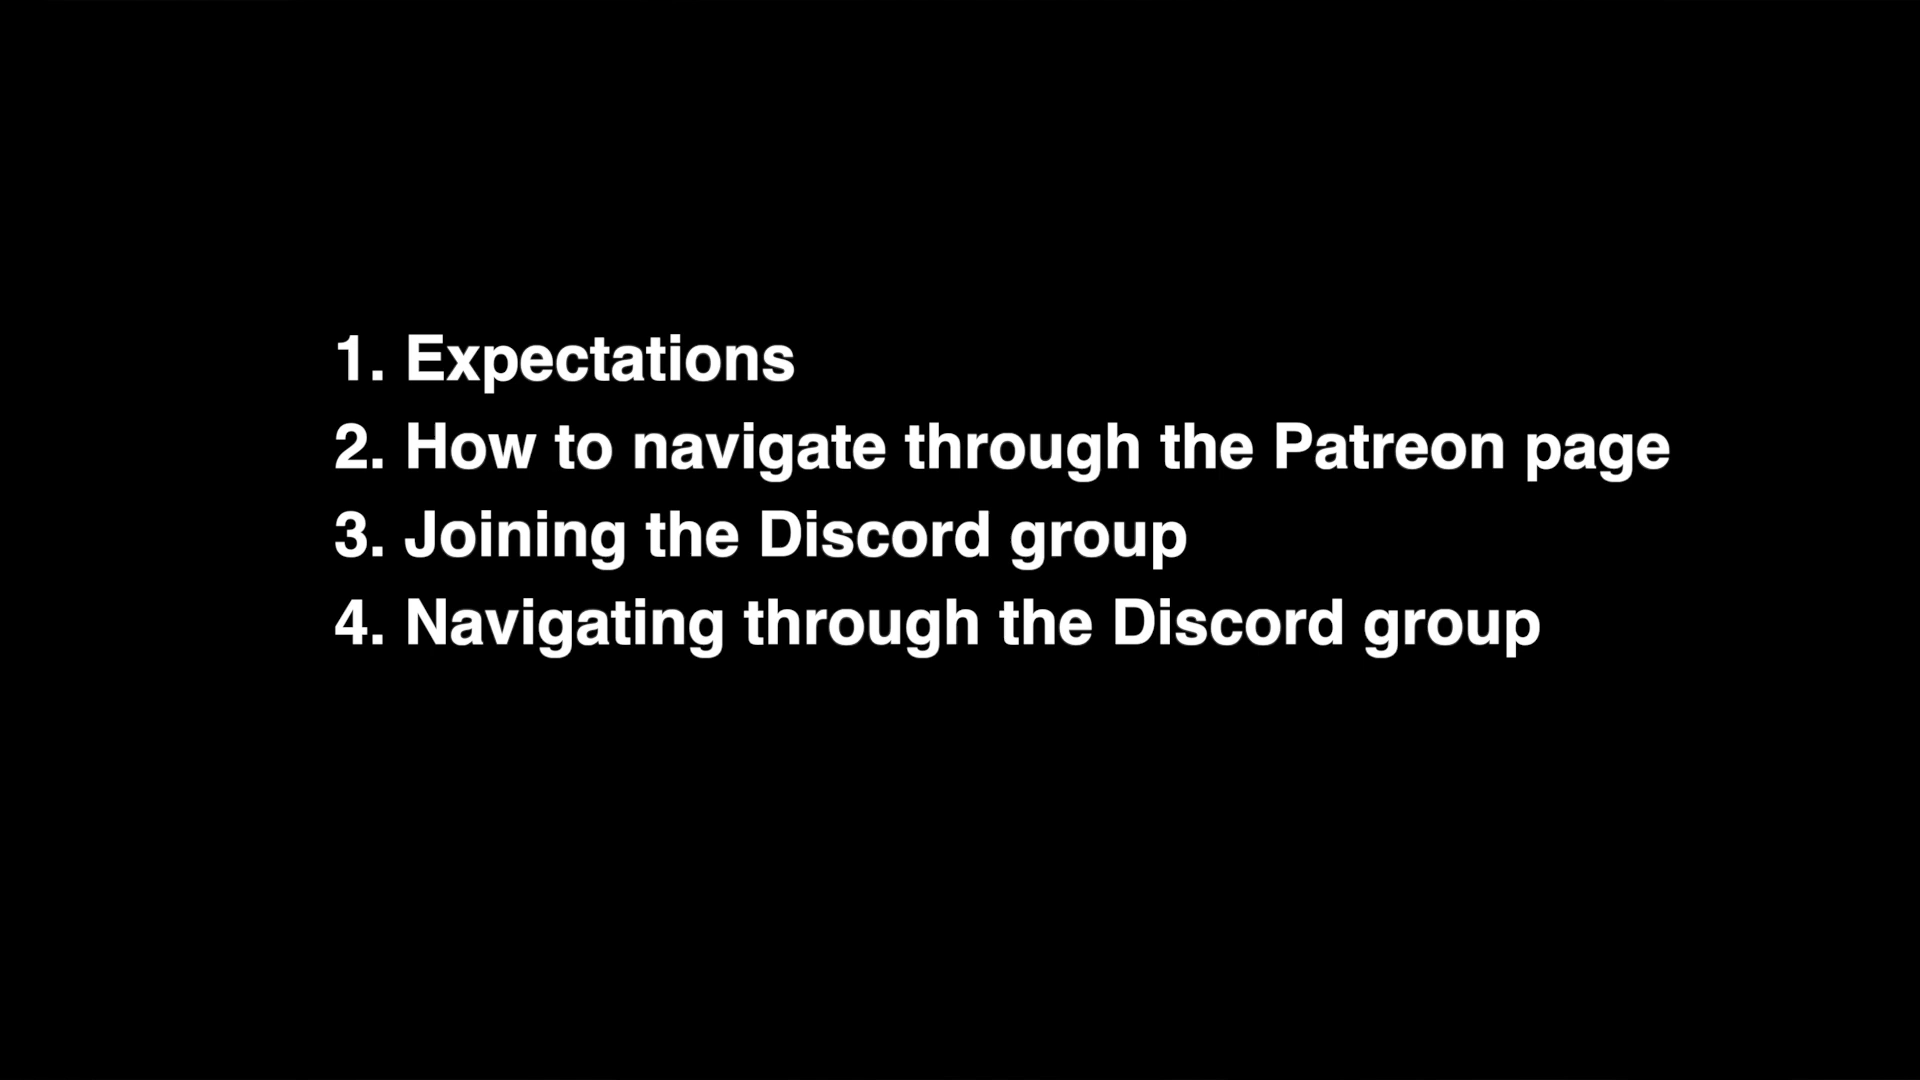 1. Expectations
2. How to navigate through the Patreon page
3. Joining the Discord group
4. Navigating through the Discord group